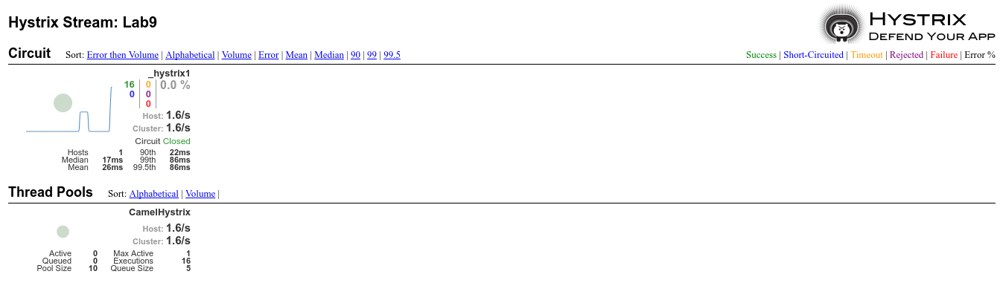 Hystrix Stream: Lab9
HYSTRIX
DEFEND YOUR APP
Circuit Sort: Error then Volume | Alphabetical | Volume | Error | Mean | Median | 90 | 99 | 99.5
Success | Short-Circuited | Timeout | Rejected | Failure | Error %
_hystrix1
16 0 0.0 %
0 0
0
Host: 1.6/s
Cluster: 1.6/s
Circuit Closed
Hosts 1 90th 22ms
Median 17ms 99th 86ms
Mean 26ms 99.5th 86ms
Thread Pools Sort: Alphabetical | Volume |
CamelHystrix
Host: 1.6/s
Cluster: 1.6/s
Active 0 Max Active 1
Queued 0 Executions 16
Pool Size 10 Queue Size 5